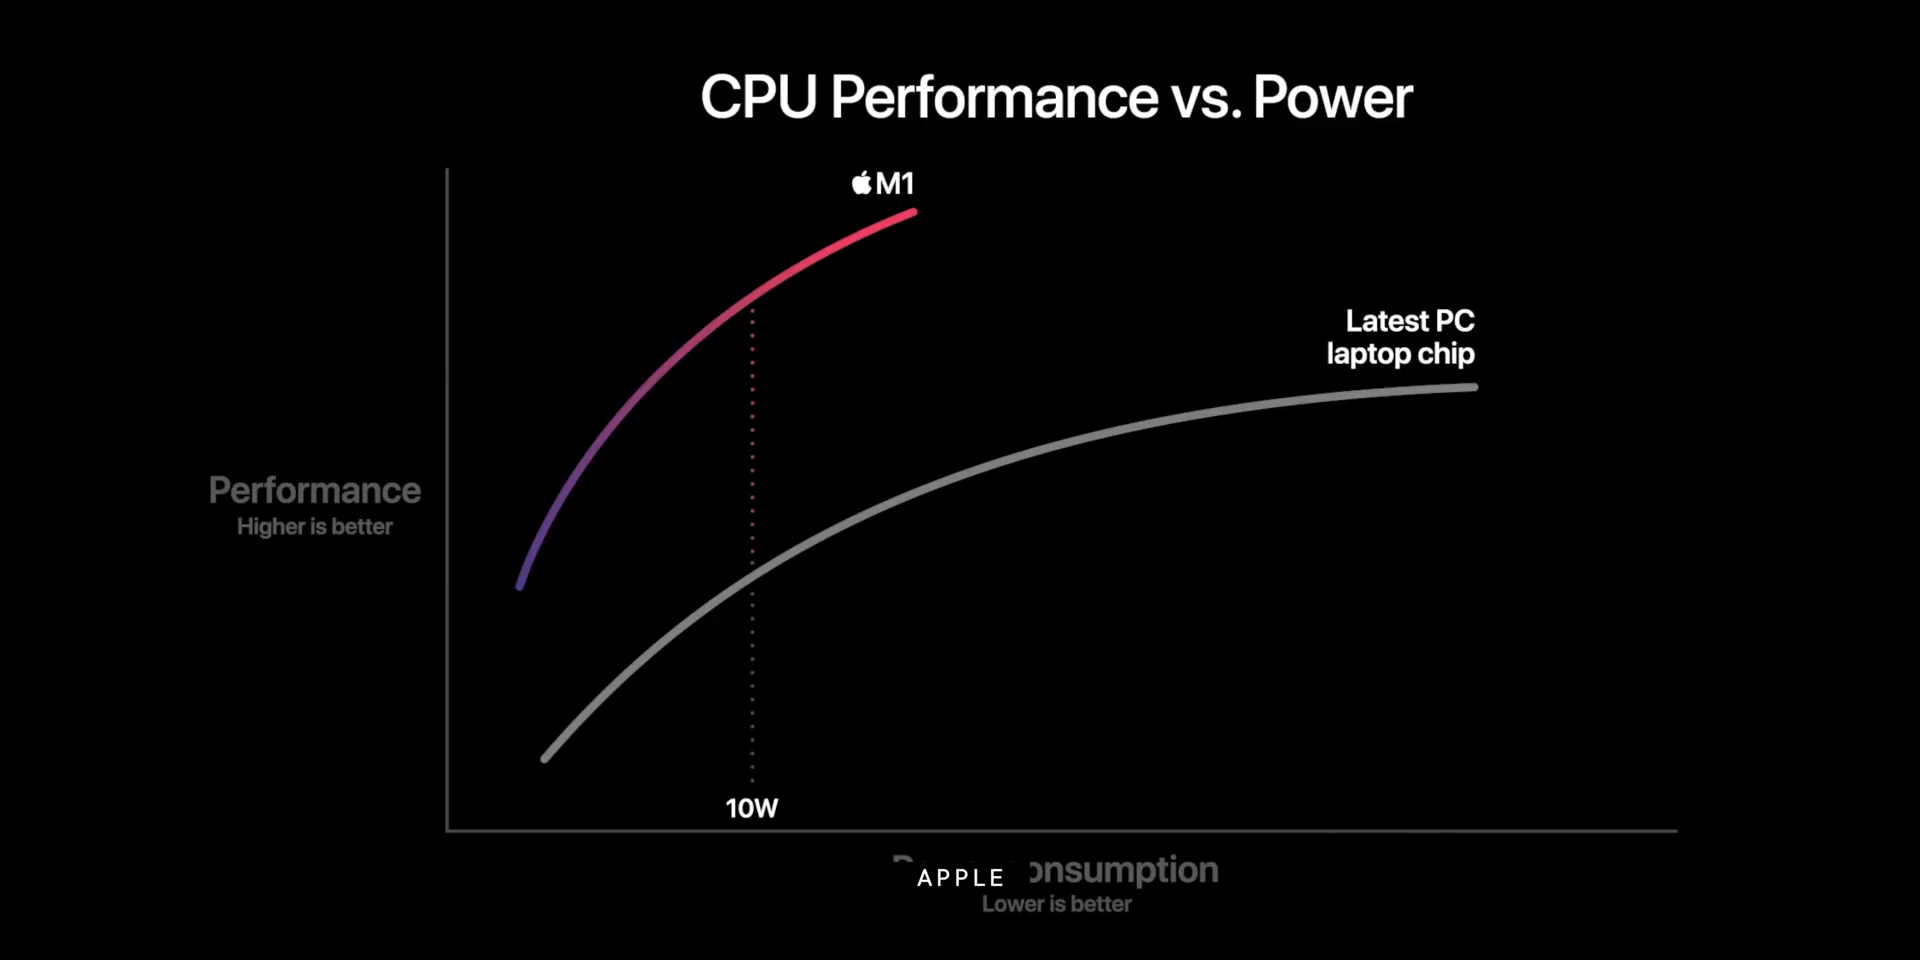 CPU Performance vs. Power
M1
Latest PC
laptop chip
Performance
Higher is better
10W
onsumption
APPLE
Lower is better